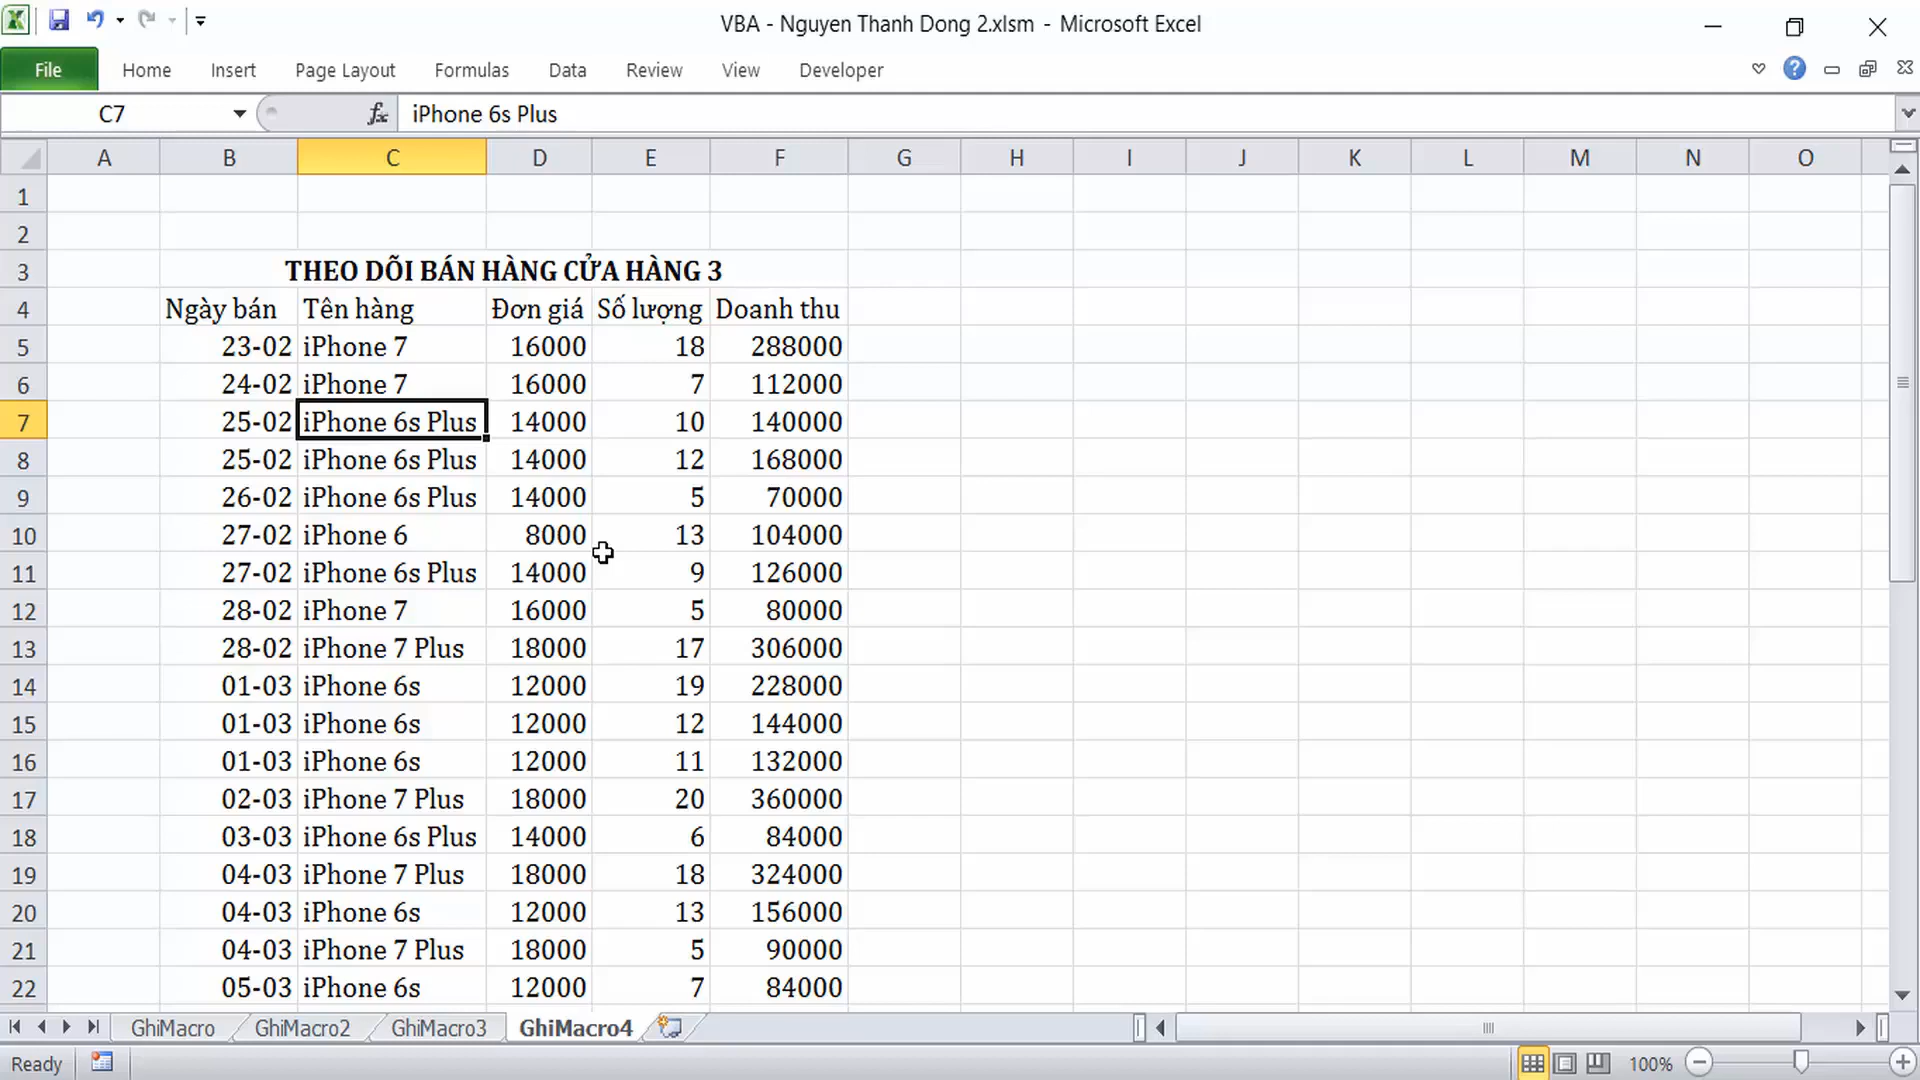 VBA - Nguyen Thanh Dong 2.xlsm - Microsoft Excel
File Home Insert Page Layout Formulas Data Review View Developer
C7 fx iPhone 6s Plus
A B C D E F G H I J K L M N O
1
2
3 THEO DÕI BÁN HÀNG CỬA HÀNG 3
4 Ngày bán Tên hàng Đơn giá Số lượng Doanh thu
5 23-02 iPhone 7 16000 18 288000
6 24-02 iPhone 7 16000 7 112000
7 25-02 iPhone 6s Plus 14000 10 140000
8 25-02 iPhone 6s Plus 14000 12 168000
9 26-02 iPhone 6s Plus 14000 5 70000
10 27-02 iPhone 6 8000 13 104000
11 27-02 iPhone 6s Plus 14000 9 126000
12 28-02 iPhone 7 16000 5 80000
13 28-02 iPhone 7 Plus 18000 17 306000
14 01-03 iPhone 6s 12000 19 228000
15 01-03 iPhone 6s 12000 12 144000
16 01-03 iPhone 6s 12000 11 132000
17 02-03 iPhone 7 Plus 18000 20 360000
18 03-03 iPhone 6s Plus 14000 6 84000
19 04-03 iPhone 7 Plus 18000 18 324000
20 04-03 iPhone 6s 12000 13 156000
21 04-03 iPhone 7 Plus 18000 5 90000
22 05-03 iPhone 6s 12000 7 84000
GhiMacro GhiMacro2 GhiMacro3 GhiMacro4
Ready 100%